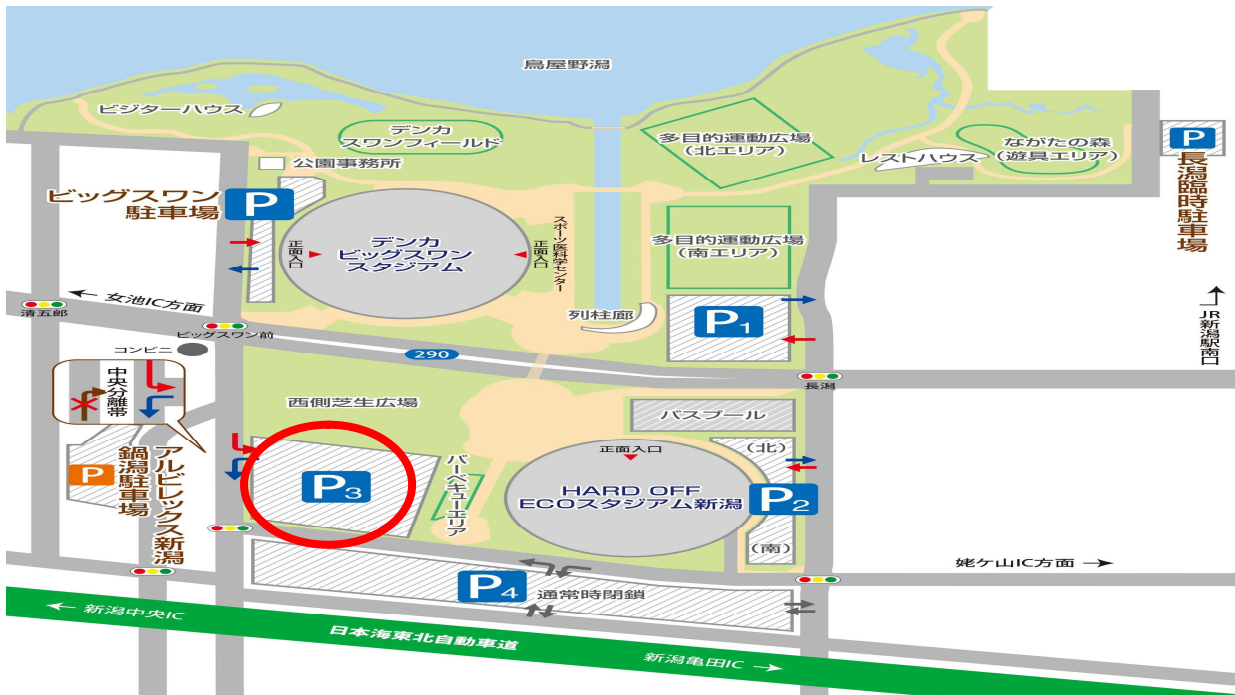 鳥屋野潟
ビジターハウス
デンカ
スワンフィールド
多目的運動広場
(北エリア)
ながたの森
(遊具エリア)
レストハウス
P
長潟臨時駐車場
公園事務所
ビッグスワン
駐車場
P
正面入口
デンカ
ビッグスワン
スタジアム
正面入口
スポーツ医科学センター
多目的運動広場
(南エリア)
← 女池IC方面
清五郎
ビッグスワン前
列柱廊
P1
JR新潟駅南口
コンビニ
290
長潟
中央分離帯
西側芝生広場
バスプール
P
アルビレックス新潟
鍋潟駐車場
P3
バーベキューエリア
正面入口
HARD OFF
ECOスタジアム新潟
(北)
P2
(南)
姥ケ山IC方面 →
P4
通常時閉鎖
← 新潟中央IC
日本海東北自動車道
新潟亀田IC →